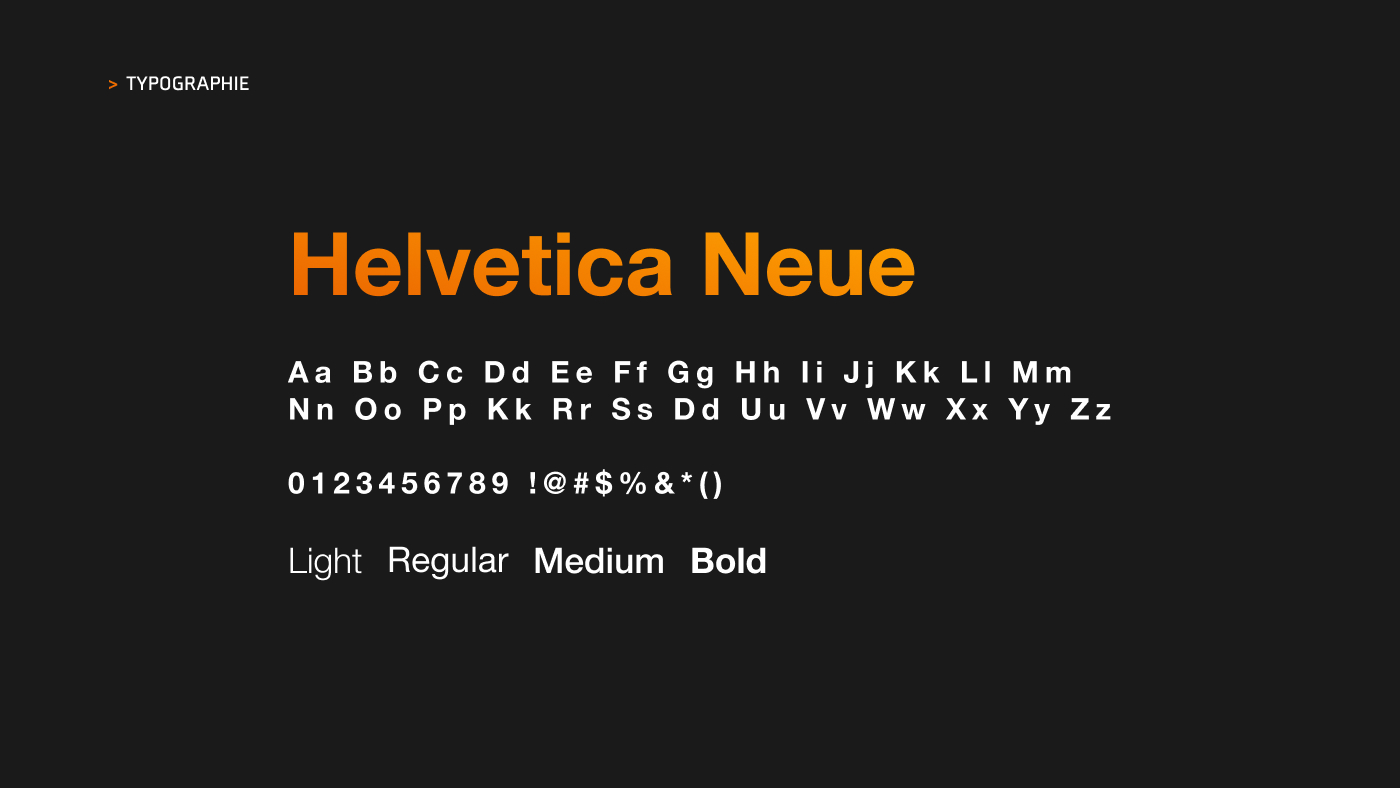 > TYPOGRAPHIE
Helvetica Neue
Aa Bb Cc Dd Ee Ff Gg Hh Ii Jj Kk Ll Mm
Nn Oo Pp Kk Rr Ss Dd Uu Vv Ww Xx Yy Zz
0123456789 !@#$%&*()
Light Regular Medium Bold